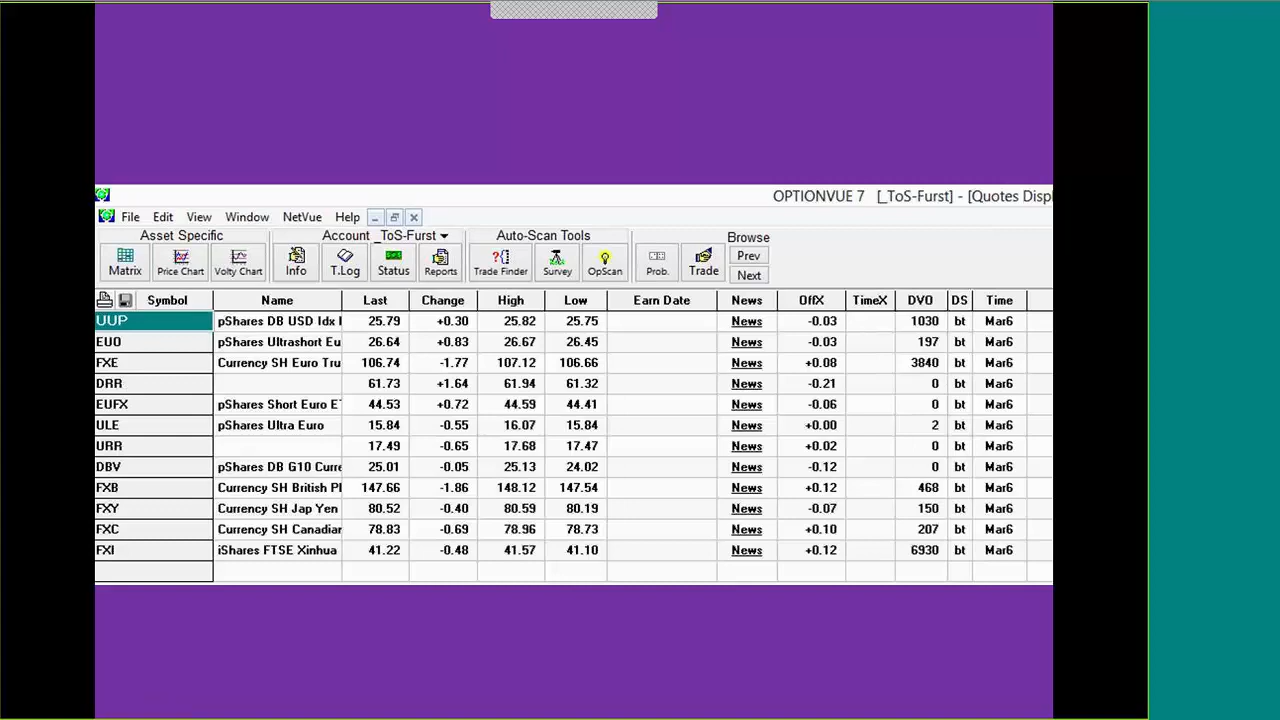 OPTIONVUE 7 [_ToS-Furst] - [Quotes Disp
File Edit View Window NetVue Help
Asset Specific Account _ToS-Furst Auto-Scan Tools Browse
Matrix Price Chart Volty Chart Info T.Log Status Reports Trade Finder Survey OpScan Prob. Trade Prev
Next
Symbol Name Last Change High Low Earn Date News OffX TimeX DVO DS Time
UUP pShares DB USD Idx 25.79 +0.30 25.82 25.75 News -0.03 1030 bt Mar6
EUO pShares Ultrashort Eu 26.64 +0.83 26.67 26.45 News -0.03 197 bt Mar6
FXE Currency SH Euro Tru 106.74 -1.77 107.12 106.66 News +0.08 3840 bt Mar6
DRR 61.73 +1.64 61.94 61.32 News -0.21 0 bt Mar6
EUFX pShares Short Euro E 44.53 +0.72 44.59 44.41 News -0.06 0 bt Mar6
ULE pShares Ultra Euro 15.84 -0.55 16.07 15.84 News +0.00 2 bt Mar6
URR 17.49 -0.65 17.68 17.47 News +0.02 0 bt Mar6
DBV pShares DB G10 Curre 25.01 -0.05 25.13 24.02 News -0.12 0 bt Mar6
FXB Currency SH British P 147.66 -1.86 148.12 147.54 News +0.12 468 bt Mar6
FXY Currency SH Jap Yen 80.52 -0.40 80.59 80.19 News -0.07 150 bt Mar6
FXC Currency SH Canadian 78.83 -0.69 78.96 78.73 News +0.10 207 bt Mar6
FXI iShares FTSE Xinhua 41.22 -0.48 41.57 41.10 News +0.12 6930 bt Mar6